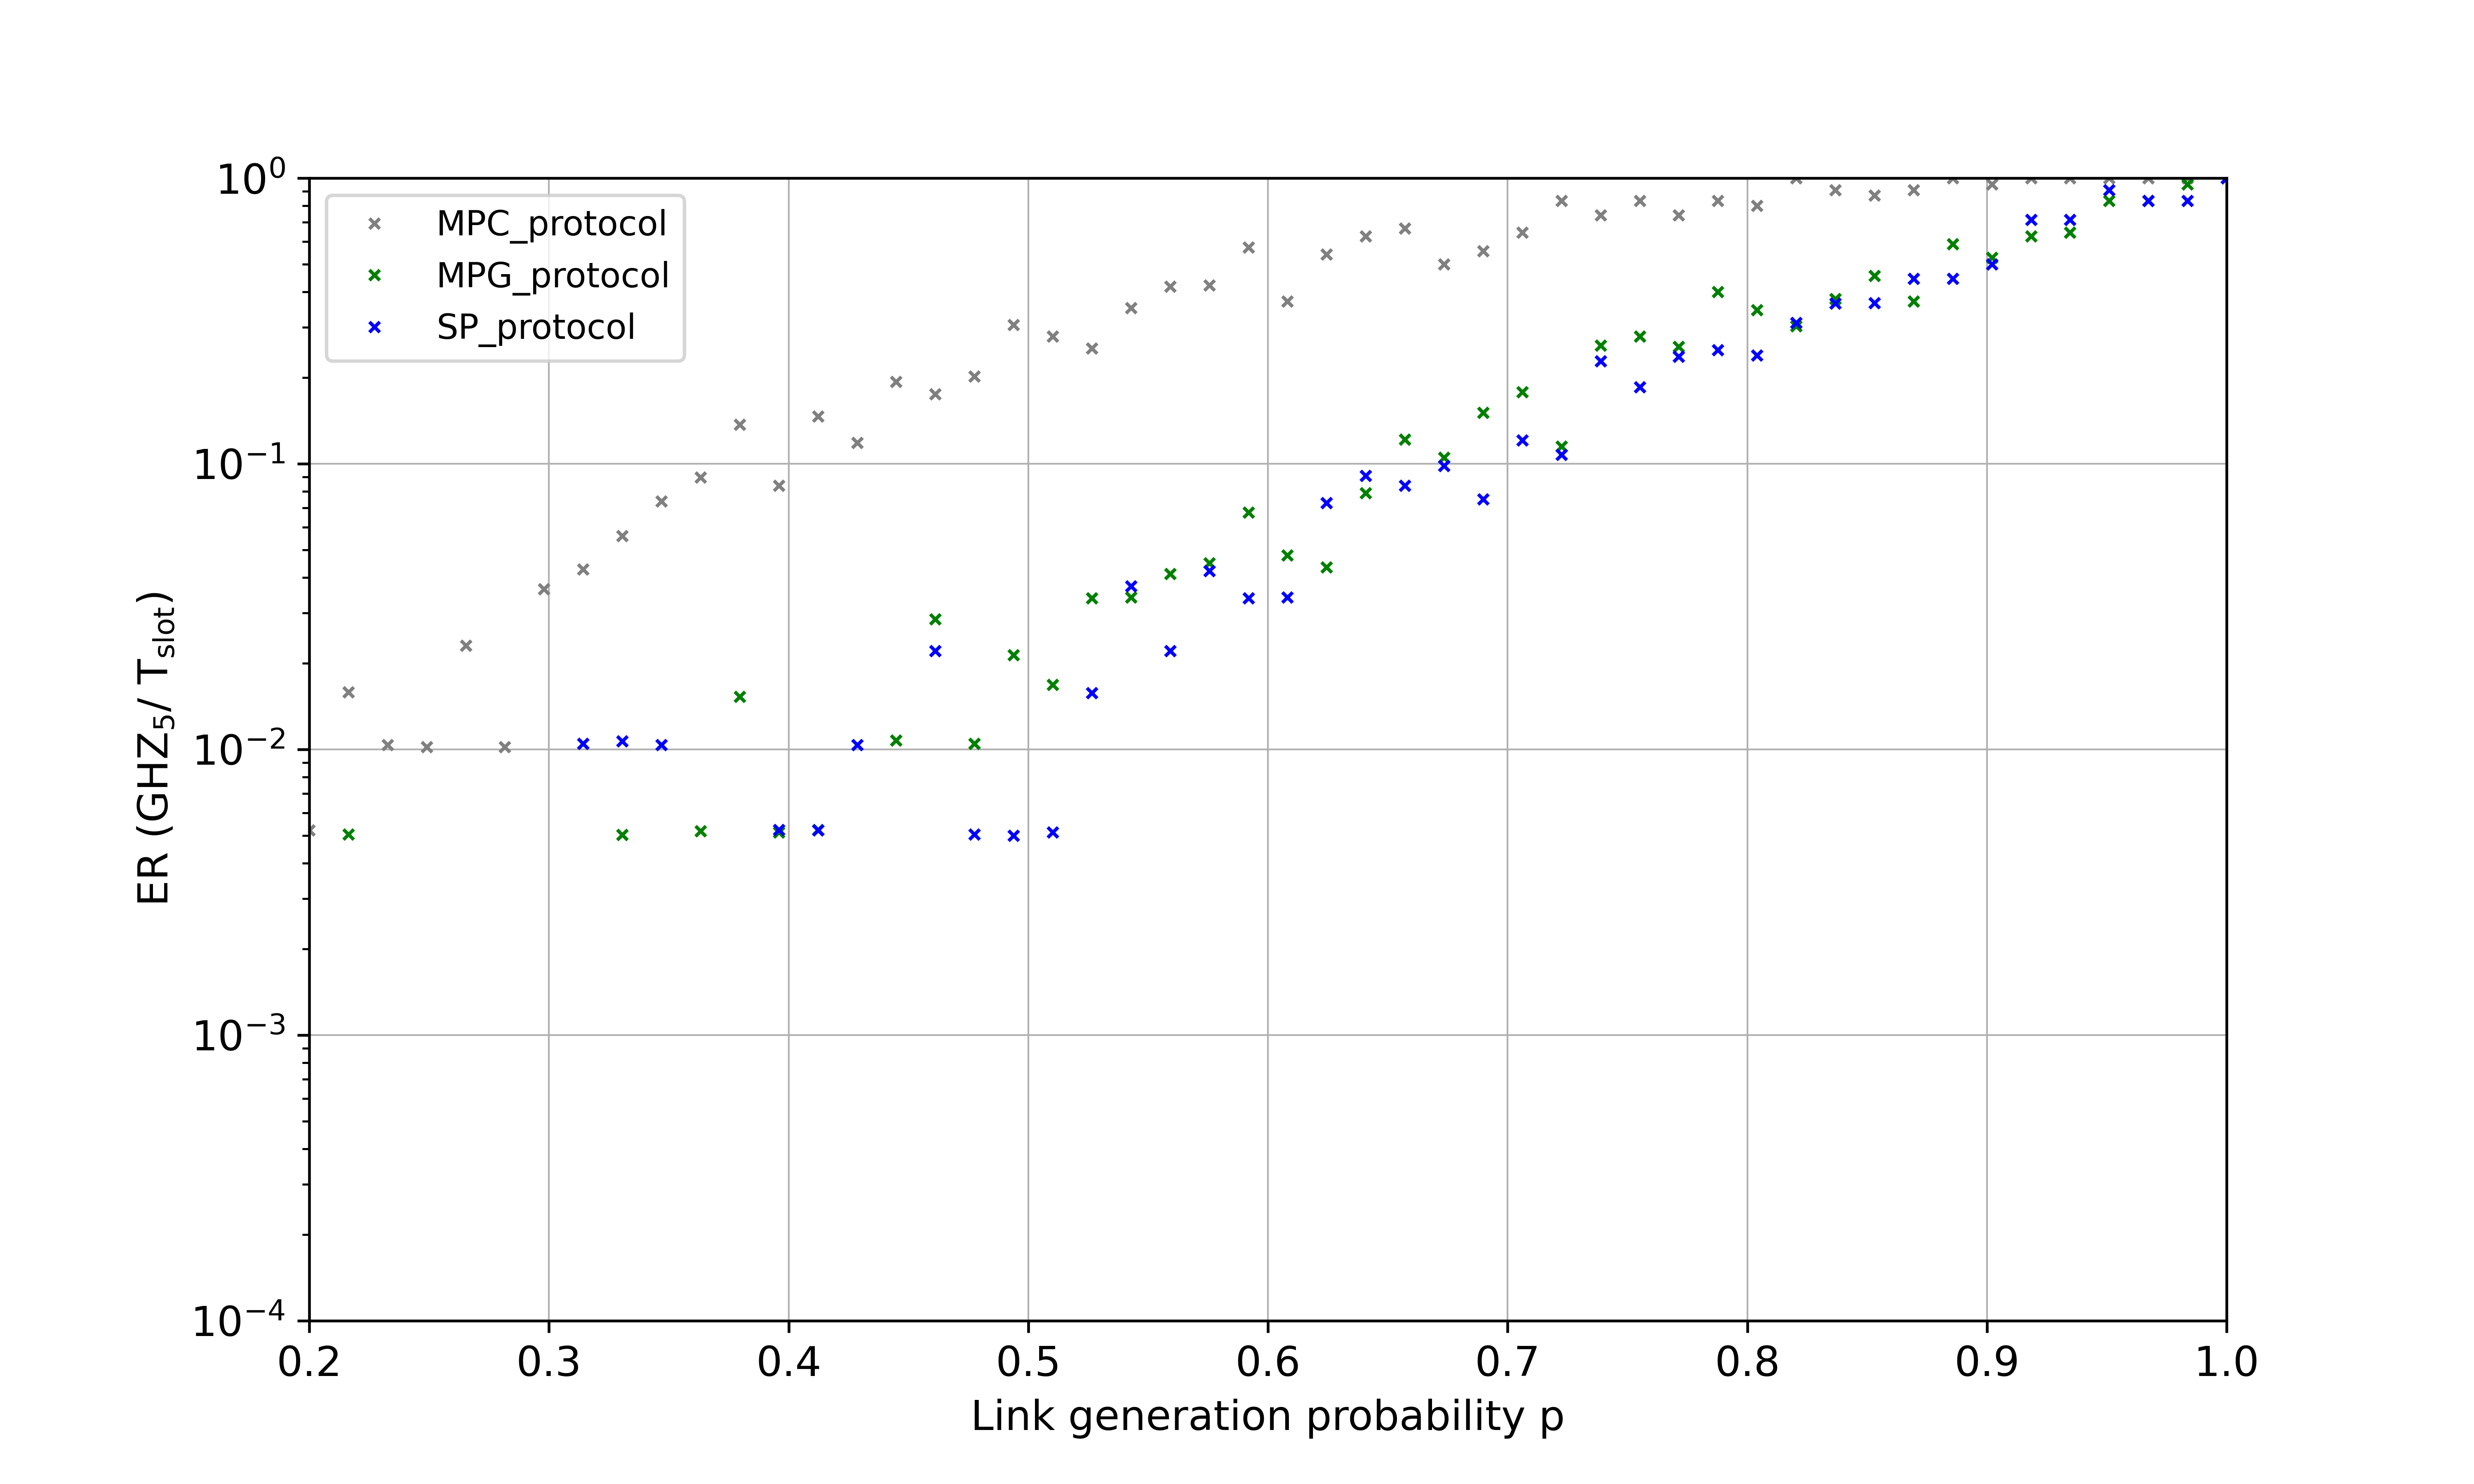 10⁰
10⁻¹
10⁻²
10⁻³
10⁻⁴
ER (GHZ₅/ Tₛₗₒₜ)
MPC_protocol
MPG_protocol
SP_protocol
0.2 0.3 0.4 0.5 0.6 0.7 0.8 0.9 1.0
Link generation probability p